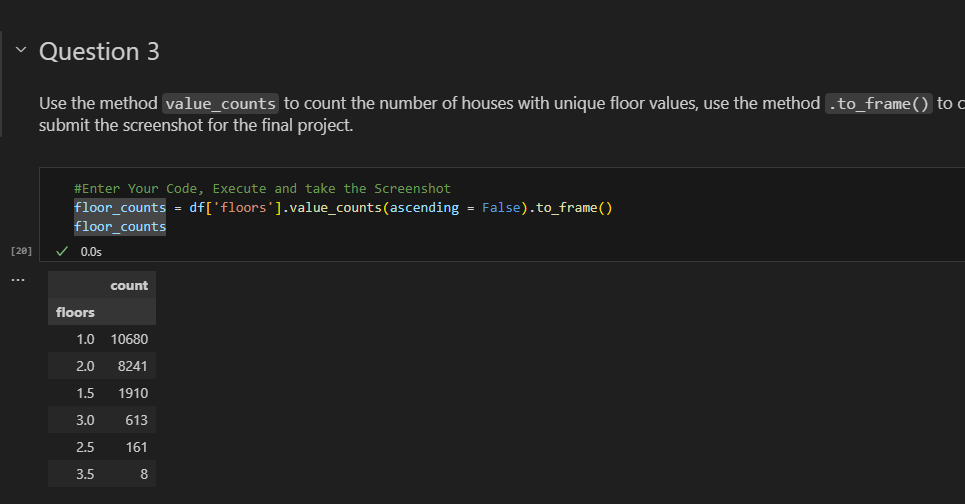 Question 3
Use the method value_counts to count the number of houses with unique floor values, use the method .to_frame() to
submit the screenshot for the final project.
#Enter Your Code, Execute and take the Screenshot
floor_counts = df['floors'].value_counts(ascending = False).to_frame()
floor_counts
[20] 0.0s
...
count
floors
1.0 10680
2.0 8241
1.5 1910
3.0 613
2.5 161
3.5 8